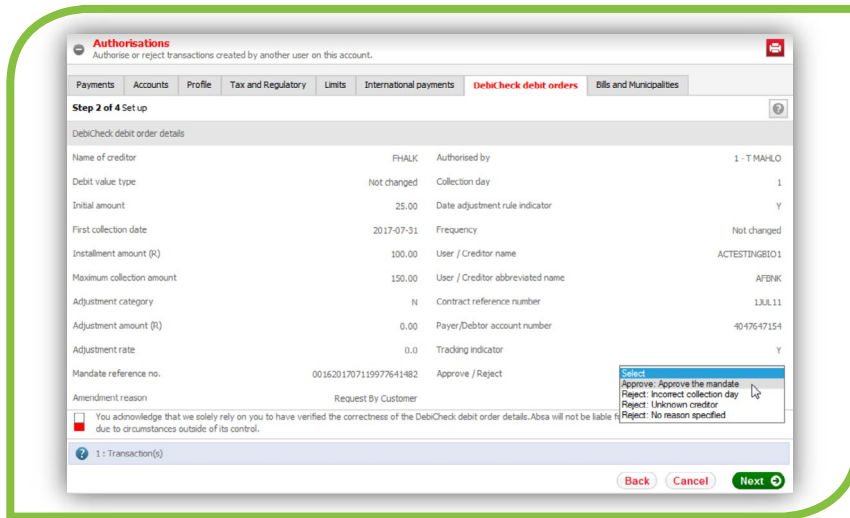 Authorisations
Authorise or reject transactions created by another user on this account.
Payments Accounts Profile Tax and Regulatory Limits International payments DebiCheck debit orders Bills and Municipalities
Step 2 of 4 Set up
DebiCheck debit order details
Name of creditor FHALK Authorised by 1 - T MAHLO
Debit value type Not changed Collection day 1
Initial amount 25.00 Date adjustment rule indicator Y
First collection date 2017-07-31 Frequency Not changed
Installment amount (R) 100.00 User / Creditor name ACTESTINGBIO1
Maximum collection amount 150.00 User / Creditor abbreviated name AFBNK
Adjustment category N Contract reference number 1JUL11
Adjustment amount (R) 0.00 Payer/Debtor account number 4047647154
Adjustment rate 0.0 Tracking indicator Y
Mandate reference no. 0016201707119977641482 Approve / Reject Select
Approve: Approve the mandate
Reject: Incorrect collection day
Reject: Unknown creditor
Reject: No reason specified
Amendment reason Request By Customer
You acknowledge that we solely rely on you to have verified the correctness of the DebiCheck debit order details.Absa will not be liable
due to circumstances outside of its control.
1 : Transaction(s)
Back Cancel Next